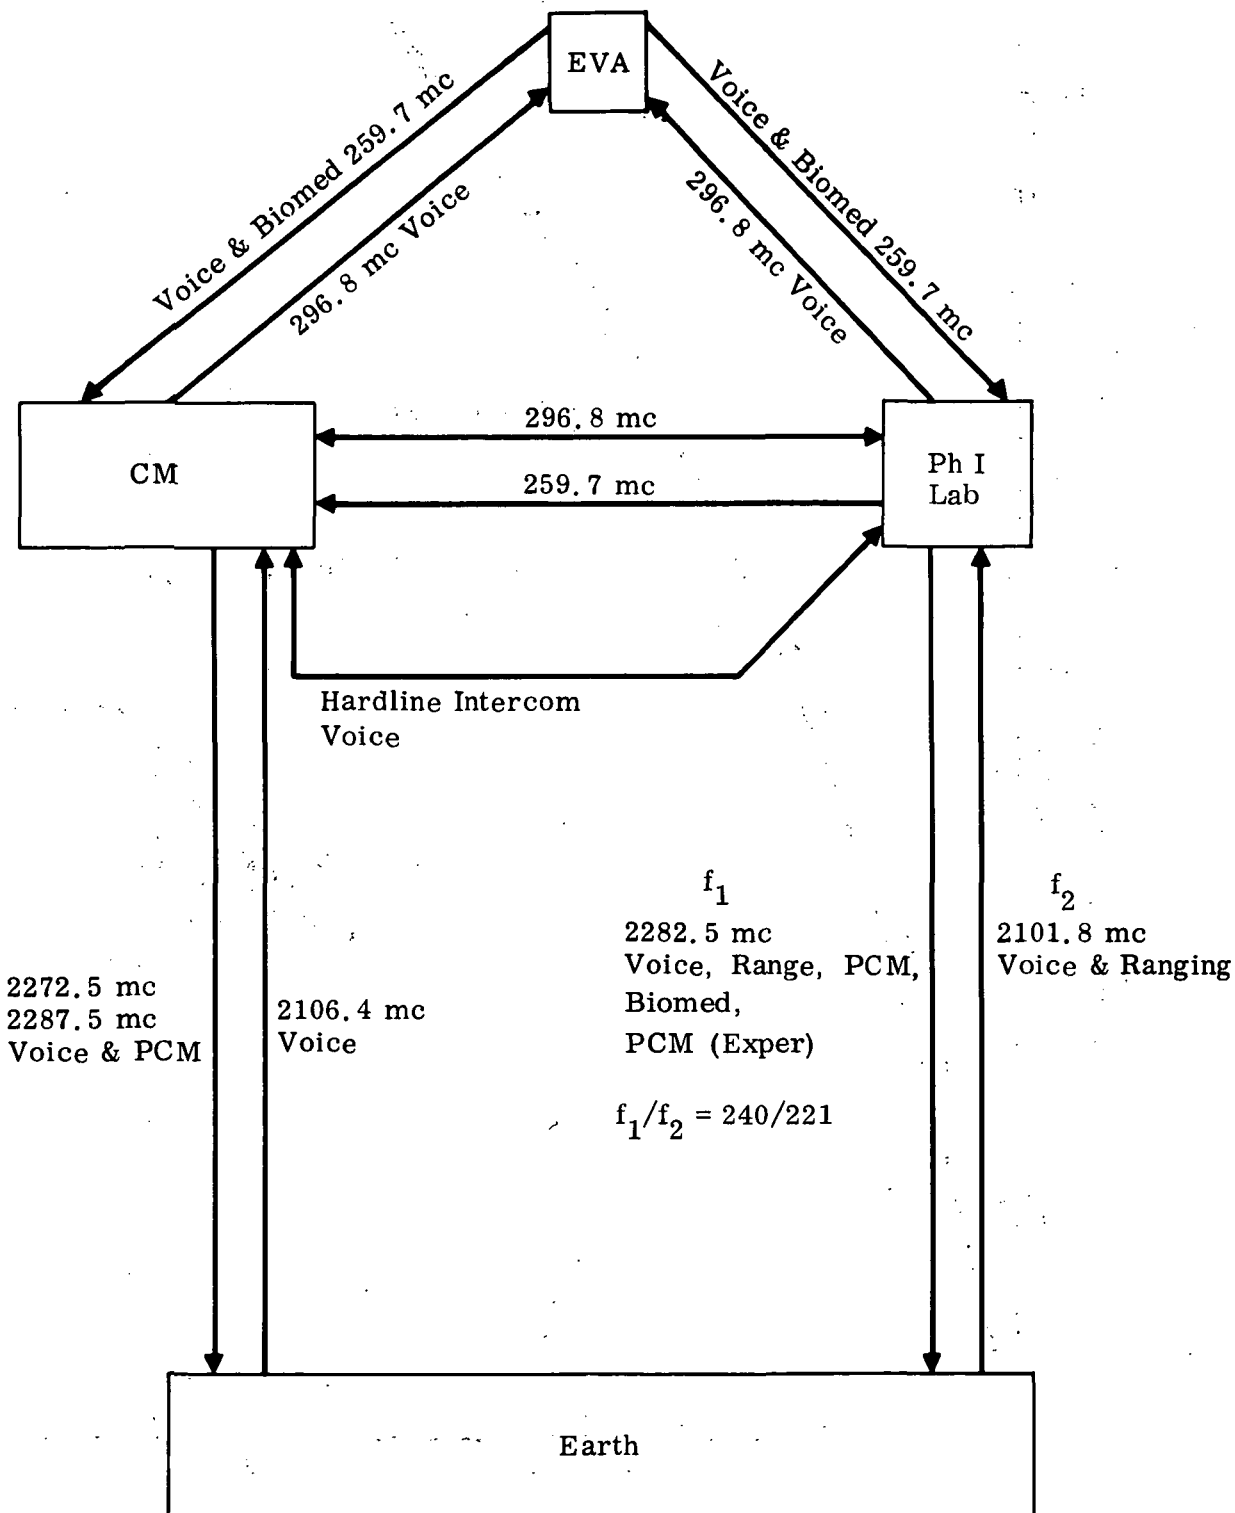 EVA
Voice & Biomed 259.7 mc
296.8 mc Voice
Voice & Biomed 259.7 mc
296.8 mc Voice
CM
296.8 mc
259.7 mc
Ph I
Lab
Hardline Intercom
Voice
2272.5 mc
2287.5 mc
Voice & PCM
2106.4 mc
Voice
f1
2282.5 mc
Voice, Range, PCM,
Biomed,
PCM (Exper)
f1/f2 = 240/221
f2
2101.8 mc
Voice & Ranging
Earth